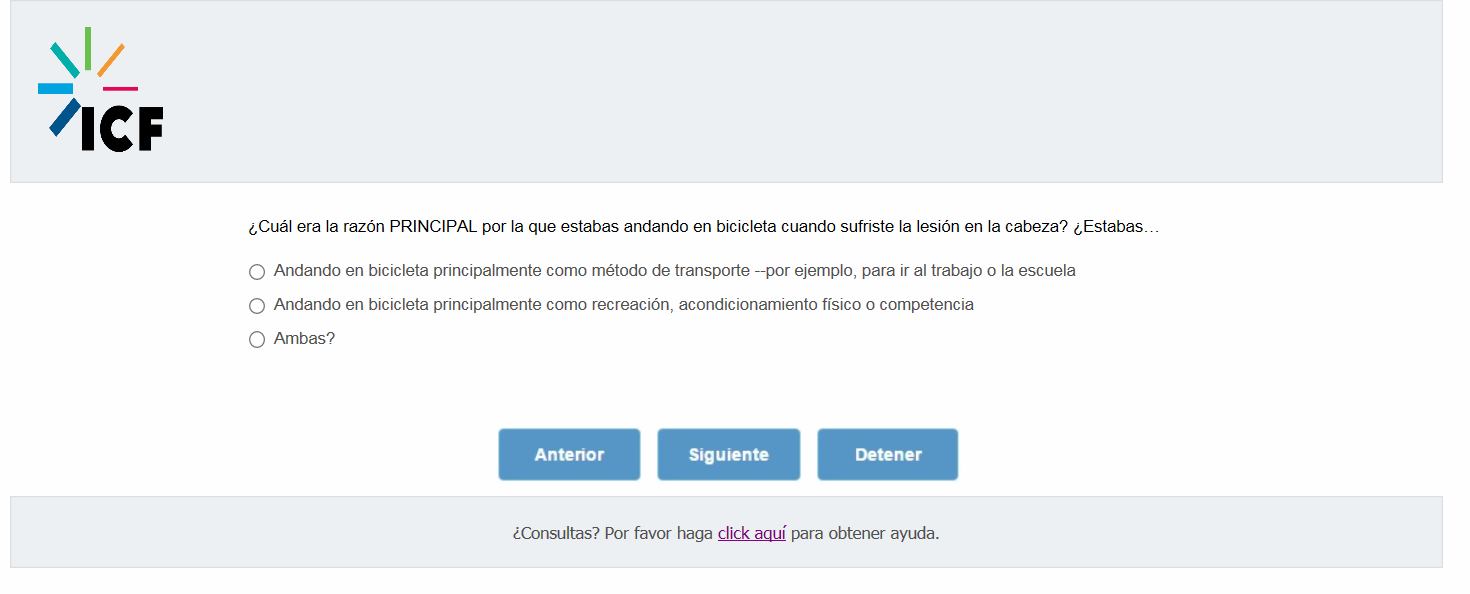 ICF
¿Cuál era la razón PRINCIPAL por la que estabas andando en bicicleta cuando sufriste la lesión en la cabeza? ¿Estabas…
Andando en bicicleta principalmente como método de transporte --por ejemplo, para ir al trabajo o la escuela
Andando en bicicleta principalmente como recreación, acondicionamiento físico o competencia
Ambas?
Anterior Siguiente Detener
¿Consultas? Por favor haga click aquí para obtener ayuda.